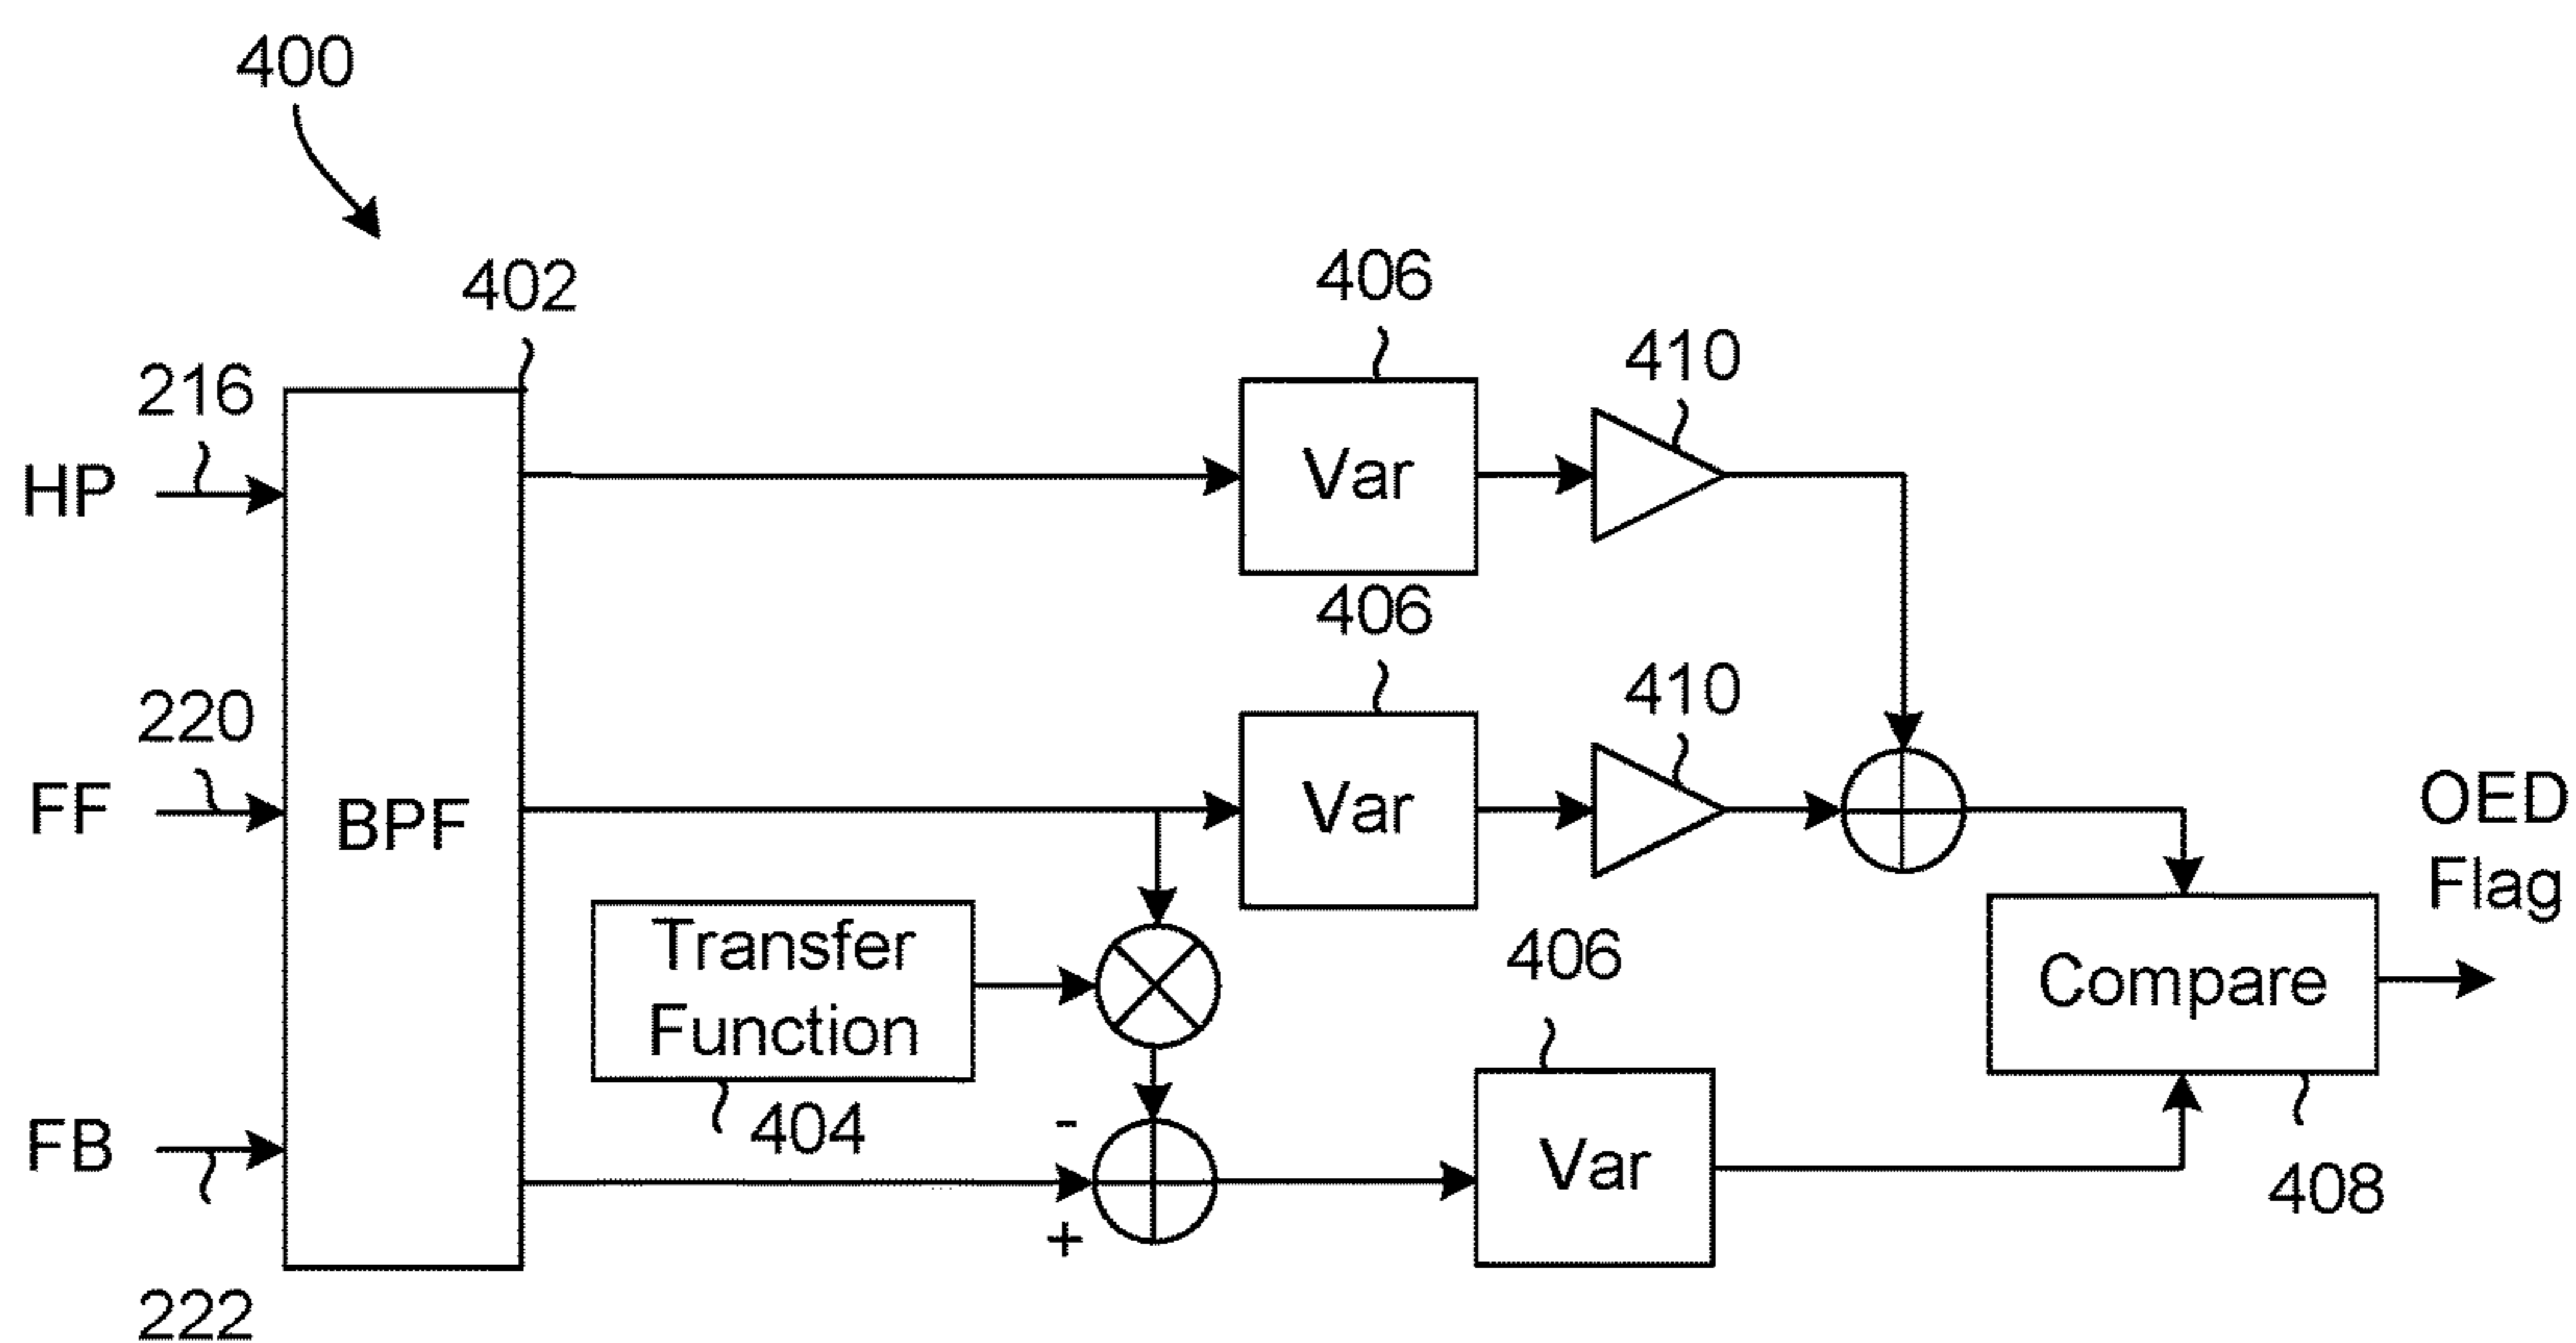 400
402
406
410
216
HP
Var
406
410
220
FF
BPF
Var
OED
Flag
Transfer
Function
406
Compare
404
-
FB
Var
+
408
222